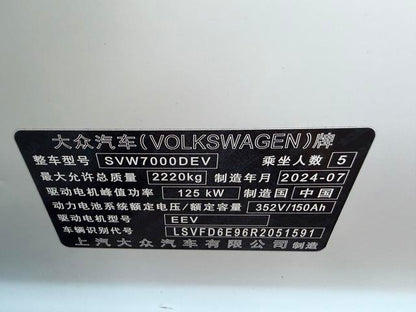 大众汽车(VOLKSWAGEN)牌
整车型号 SVW7000DEV 乘坐人数 5
最大允许总质量 2220kg 制造年月 2024-07
驱动电机峰值功率 125 kW 制造国 中国
动力电池系统额定电压/额定容量 352V/150Ah
驱动电机型号 EEV
车辆识别代号 LSVFD6E96R2051591
上汽大众汽车有限公司 制造